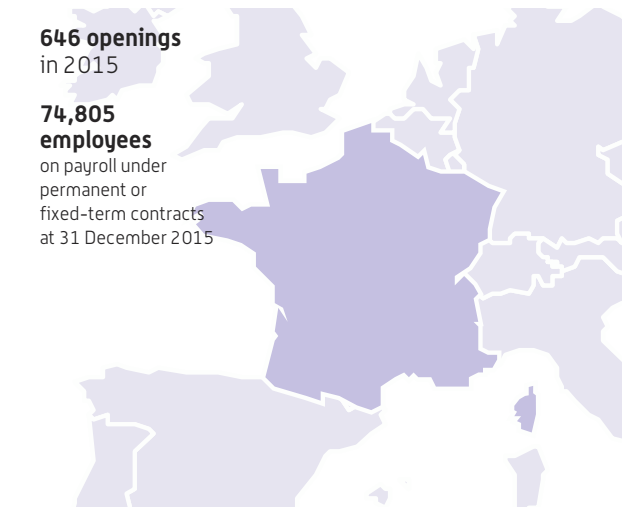 646 openings
in 2015
74,805
employees
on payroll under
permanent or
fixed-term contracts
at 31 December 2015